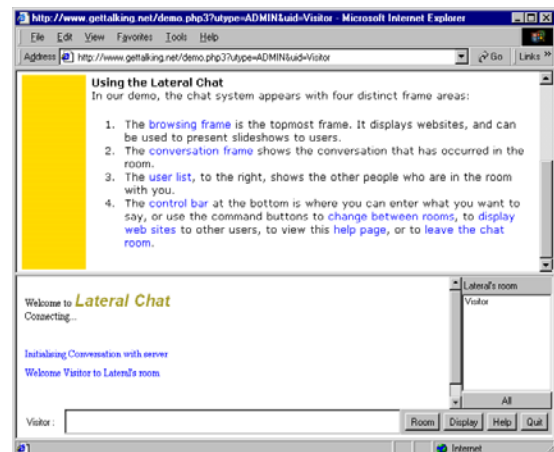 http://www.gettalking.net/demo.php3?utype=ADMIN&uid=Visitor - Microsoft Internet Explorer
File Edit View Favorites Tools Help
Address http://www.gettalking.net/demo.php3?utype=ADMIN&uid=Visitor Go Links »
Using the Lateral Chat
In our demo, the chat system appears with four distinct frame areas:
1. The browsing frame is the topmost frame. It displays websites, and can
be used to present slideshows to users.
2. The conversation frame shows the conversation that has occurred in the
room.
3. The user list, to the right, shows the other people who are in the room
with you.
4. The control bar at the bottom is where you can enter what you want to
say, or use the command buttons to change between rooms, to display
web sites to other users, to view this help page, or to leave the chat
room.
Welcome to Lateral Chat
Connecting...
Initialising Conversation with server
Welcome Visitor to Lateral's room
Lateral's room
Visitor
All
Visitor :
Room Display Help Quit
Internet